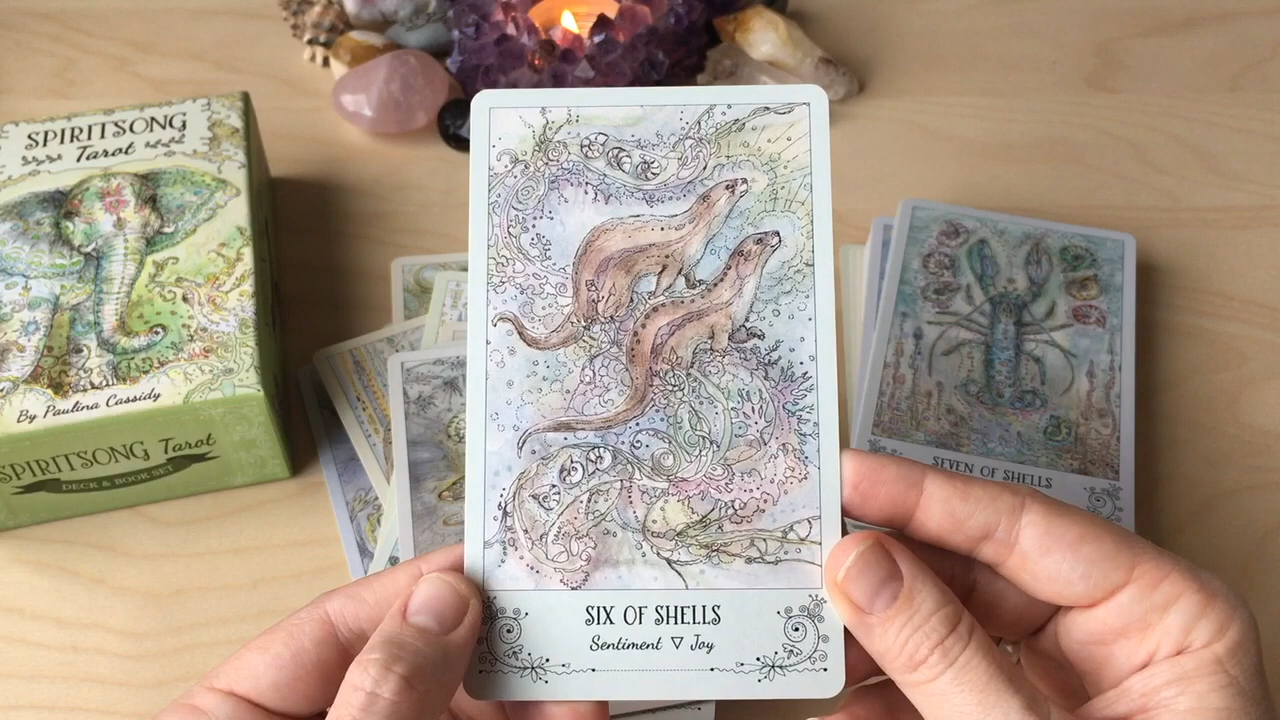 SPIRITSONG
Tarot
By Paulina Cassidy
SPIRITSONG Tarot
DECK & BOOK SET
SEVEN OF SHELLS
SIX OF SHELLS
Sentiment ▽ Joy